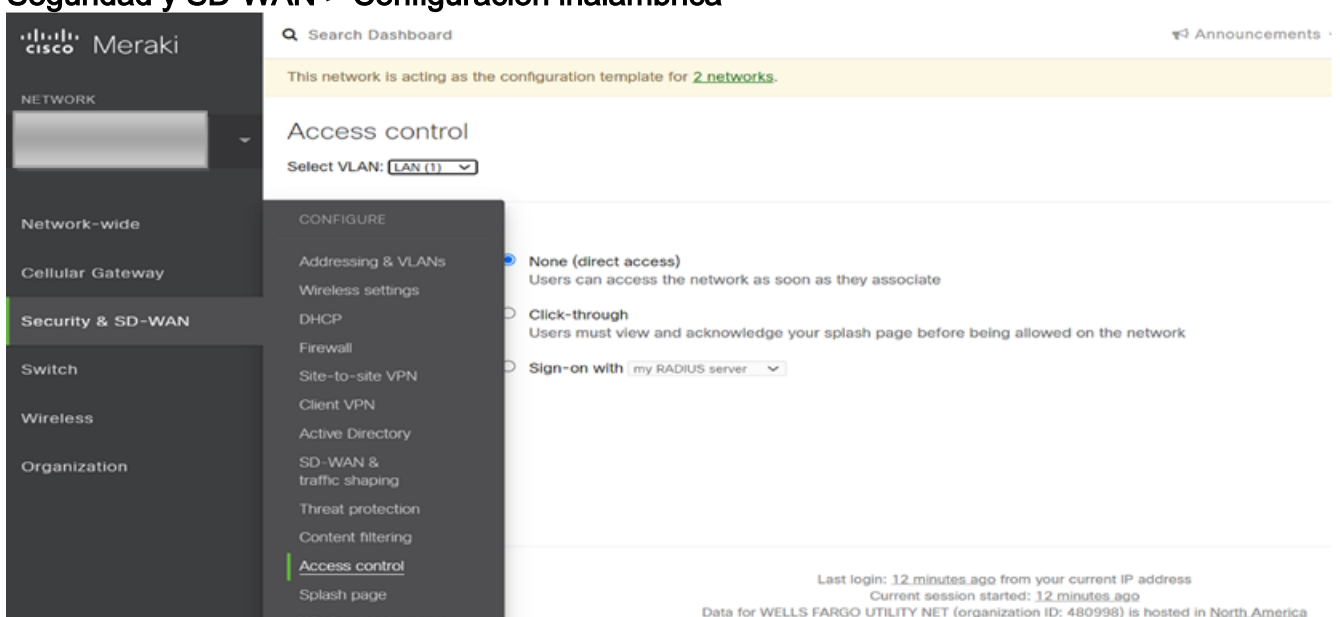 Seguridad y SD-WAN > Configuración inalámbrica
cisco Meraki
Search Dashboard
Announcements
This network is acting as the configuration template for 2 networks.
NETWORK
Access control
Select VLAN: LAN (1)
Network-wide
Cellular Gateway
Security & SD-WAN
Switch
Wireless
Organization
CONFIGURE
Addressing & VLANs
Wireless settings
DHCP
Firewall
Site-to-site VPN
Client VPN
Active Directory
SD-WAN &
traffic shaping
Threat protection
Content filtering
Access control
Splash page
None (direct access)
Users can access the network as soon as they associate
Click-through
Users must view and acknowledge your splash page before being allowed on the network
Sign-on with my RADIUS server
Last login: 12 minutes ago from your current IP address
Current session started: 12 minutes ago
Data for WELLS FARGO UTILITY NET (organization ID: 480998) is hosted in North America